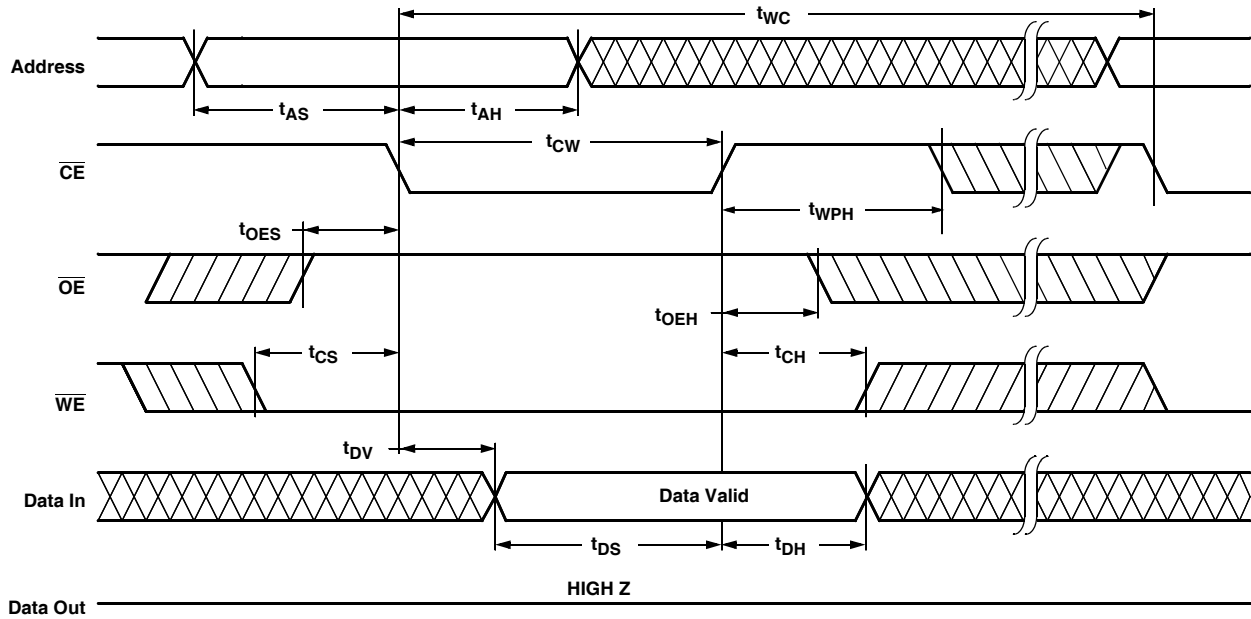 tWC
Address
tAS
tAH
tCW
CE
tWPH
tOES
OE
tOEH
tCS
tCH
WE
tDV
Data In
Data Valid
tDS
tDH
HIGH Z
Data Out